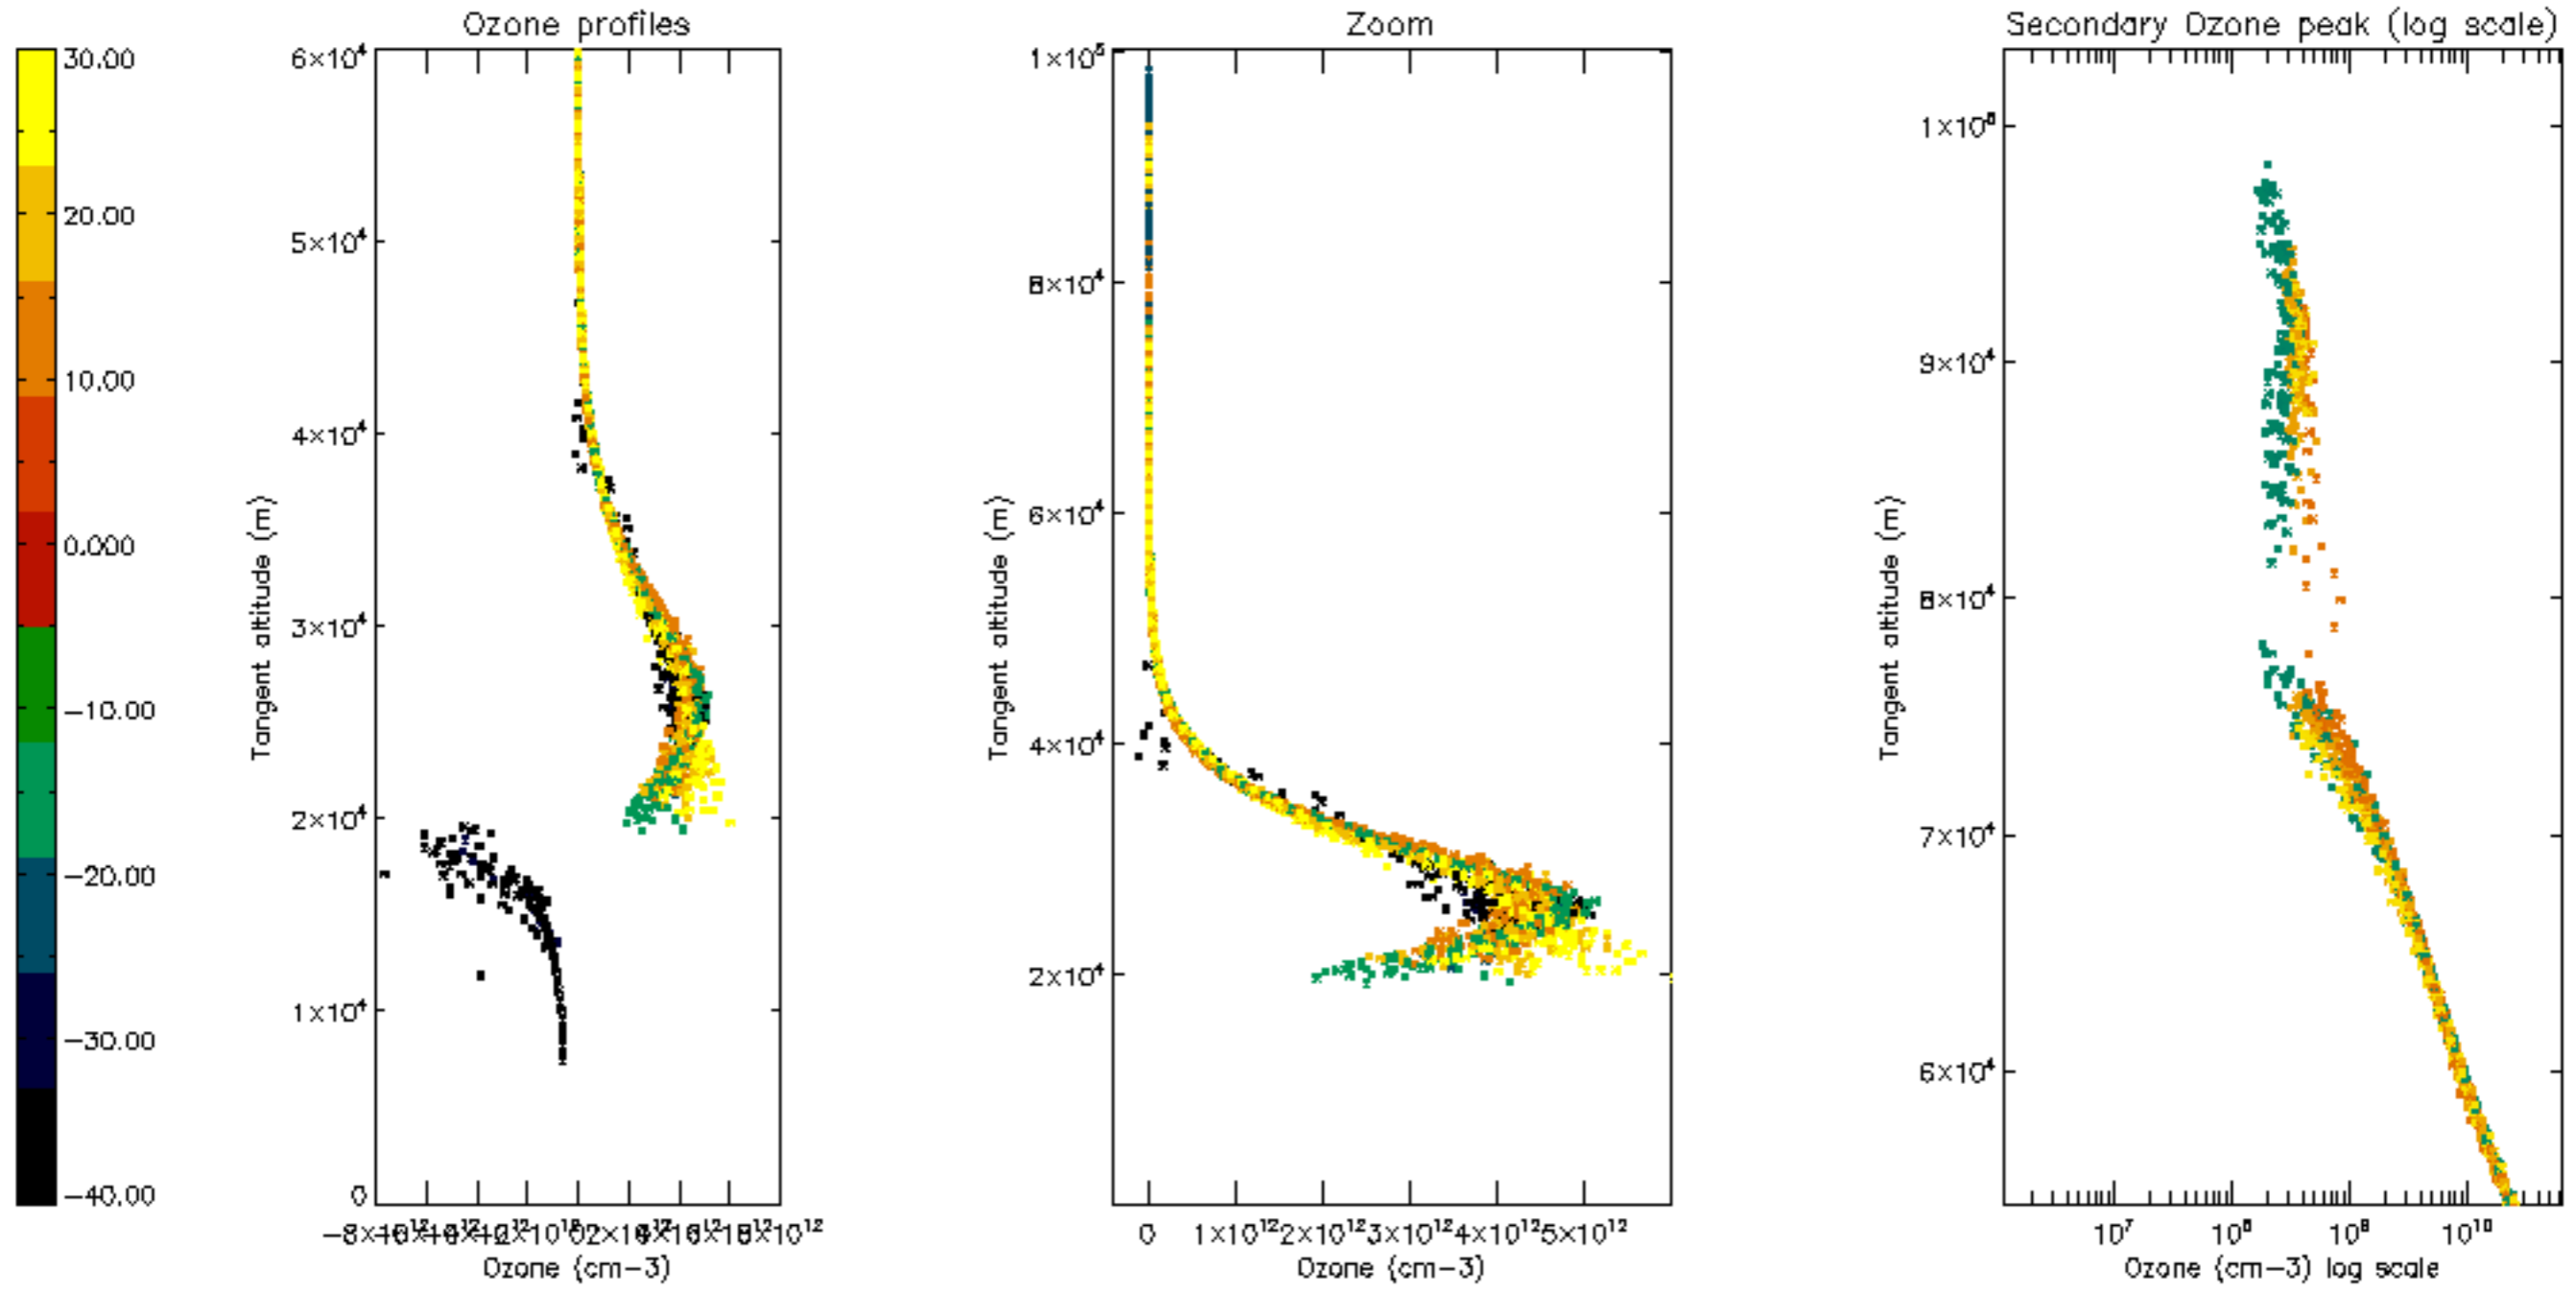 Ozone profiles
Zoom
Secondary Ozone peak (log scale)
30.00
20.00
10.00
0.000
−10.00
−20.00
−30.00
−40.00
6×10⁴
5×10⁴
4×10⁴
3×10⁴
2×10⁴
1×10⁴
0
Tangent altitude (m)
Ozone (cm−3)
1×10⁵
8×10⁴
6×10⁴
4×10⁴
2×10⁴
Tangent altitude (m)
0 1×10¹² 2×10¹² 3×10¹² 4×10¹² 5×10¹²
Ozone (cm−3)
1×10⁵
9×10⁴
8×10⁴
7×10⁴
6×10⁴
Tangent altitude (m)
10⁷ 10⁸ 10⁹ 10¹⁰
Ozone (cm−3) log scale